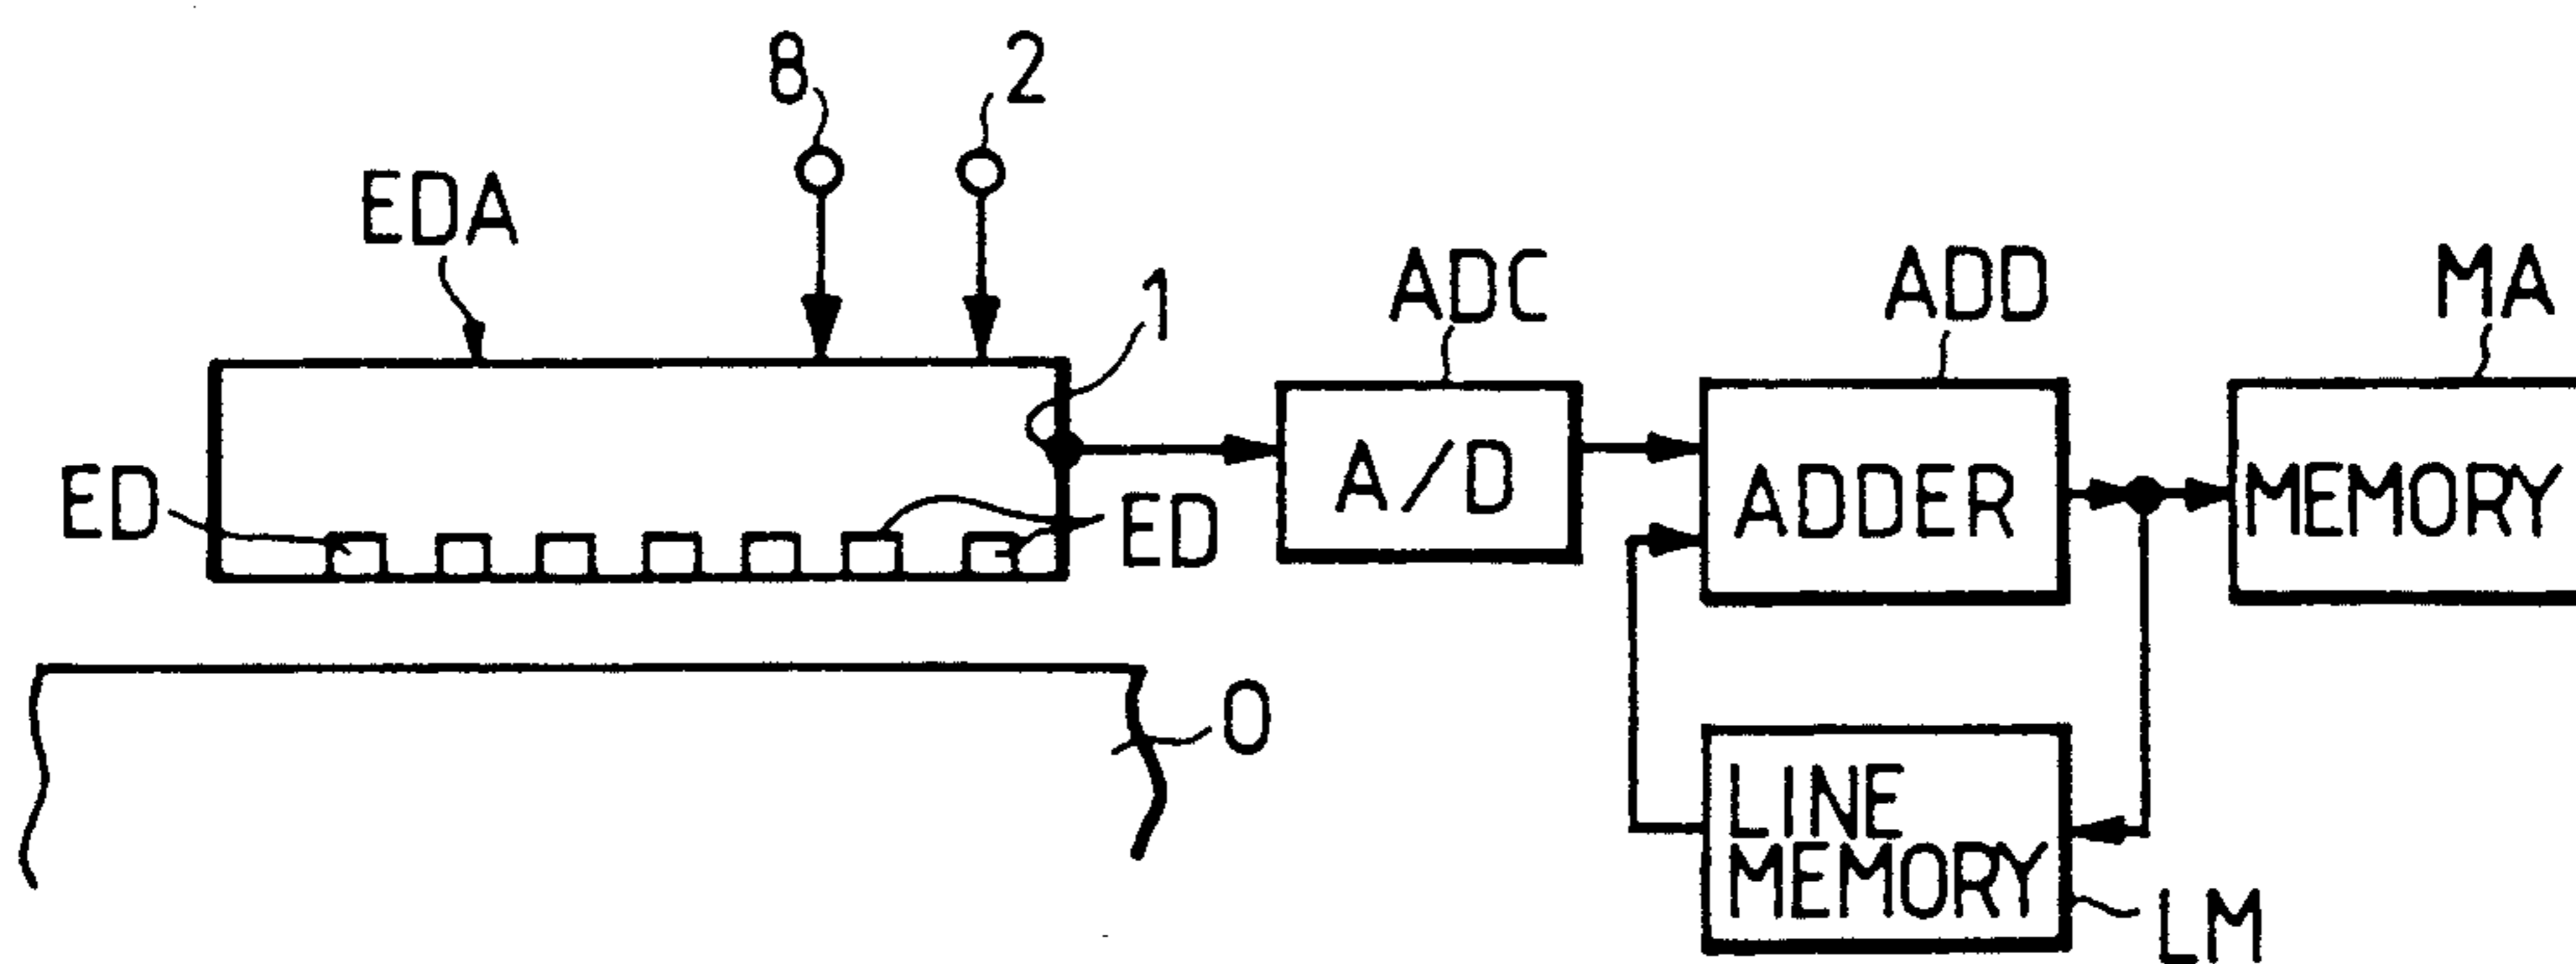 8
2
EDA
1
ADC
ADD
MA
ED
ED
A/D
ADDER
MEMORY
O
LINE
MEMORY
LM